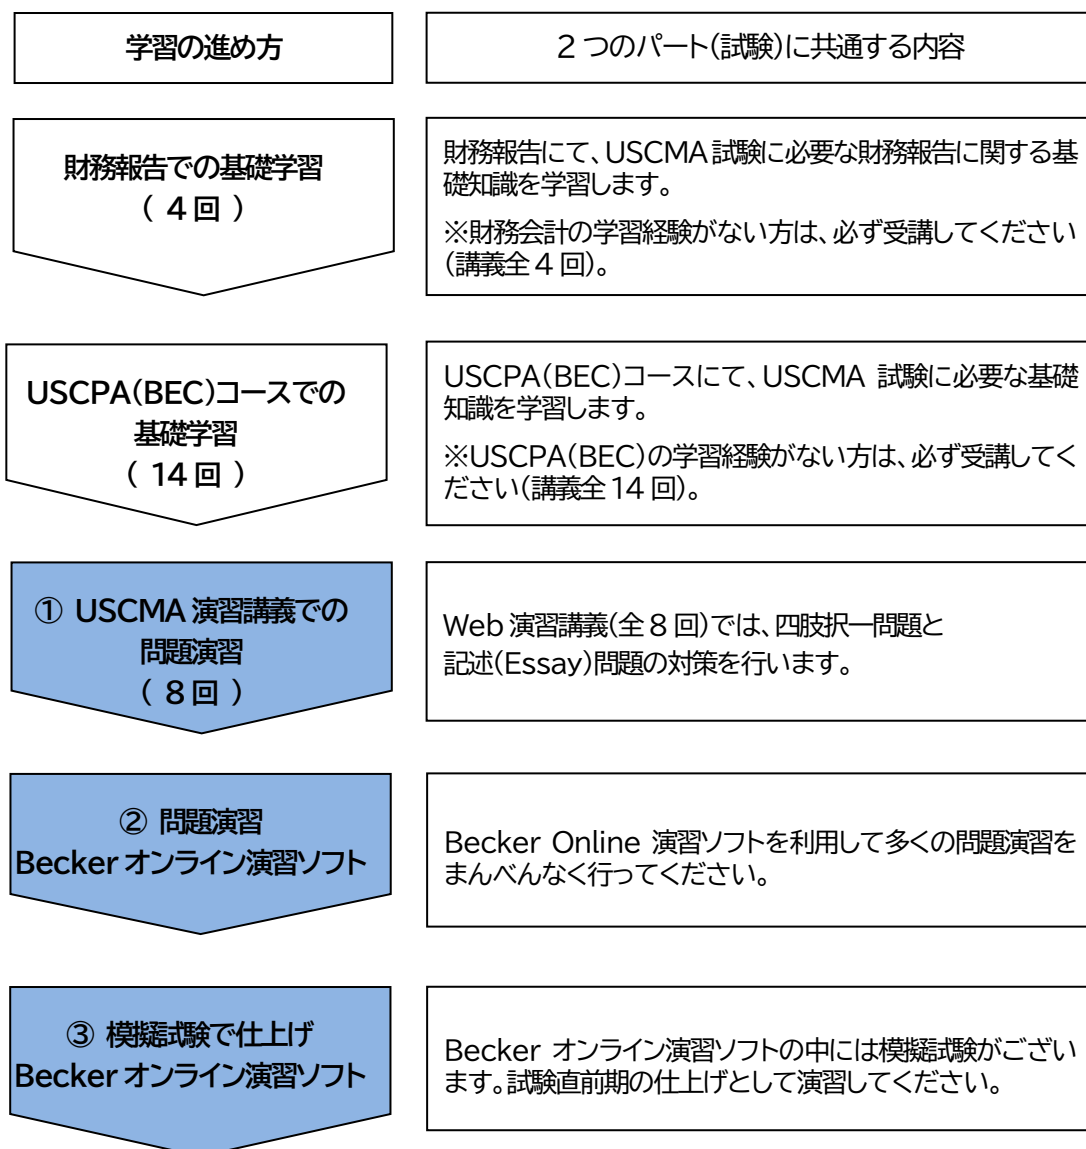 学習の進め方
2つのパート(試験)に共通する内容
財務報告での基礎学習
( 4回 )
財務報告にて、USCMA試験に必要な財務報告に関する基
礎知識を学習します。
※財務会計の学習経験がない方は、必ず受講してください
(講義全4回)。
USCPA(BEC)コースでの
基礎学習
( 14回 )
USCPA(BEC)コースにて、USCMA 試験に必要な基礎
知識を学習します。
※USCPA(BEC)の学習経験がない方は、必ず受講してく
ださい(講義全14回)。
① USCMA演習講義での
問題演習
( 8回 )
Web演習講義(全8回)では、四肢択一問題と
記述(Essay)問題の対策を行います。
② 問題演習
Beckerオンライン演習ソフト
Becker Online 演習ソフトを利用して多くの問題演習を
まんべんなく行ってください。
③ 模擬試験で仕上げ
Beckerオンライン演習ソフト
Becker オンライン演習ソフトの中には模擬試験がござい
ます。試験直前期の仕上げとして演習してください。